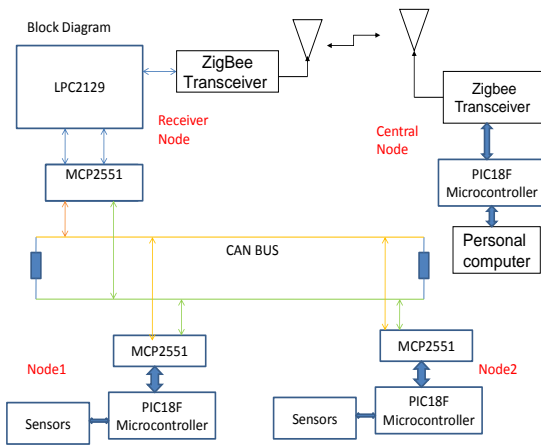 Block Diagram
LPC2129
ZigBee
Transceiver
Zigbee
Transceiver
Receiver
Node
Central
Node
MCP2551
PIC18F
Microcontroller
Personal
computer
CAN BUS
MCP2551
MCP2551
Node1
Node2
Sensors
PIC18F
Microcontroller
Sensors
PIC18F
Microcontroller